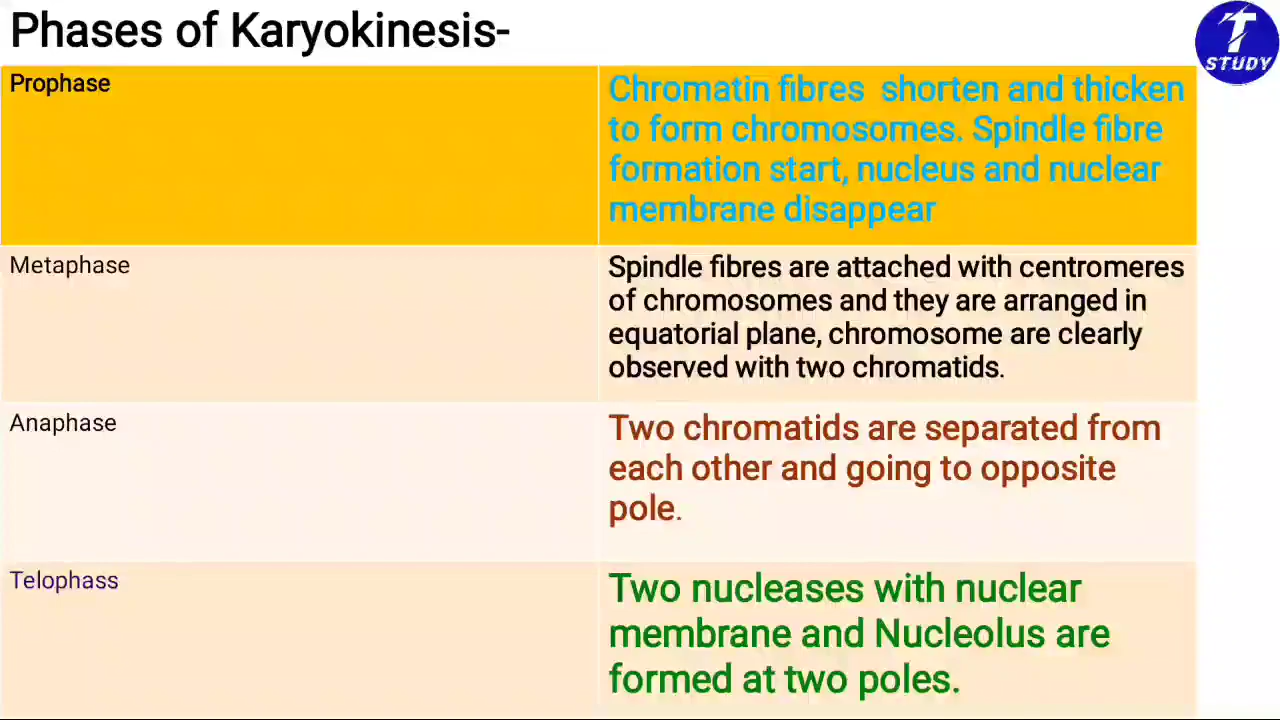 Phases of Karyokinesis-
T
STUDY
Prophase
Chromatin fibres shorten and thicken
to form chromosomes. Spindle fibre
formation start, nucleus and nuclear
membrane disappear
Metaphase
Spindle fibres are attached with centromeres
of chromosomes and they are arranged in
equatorial plane, chromosome are clearly
observed with two chromatids.
Anaphase
Two chromatids are separated from
each other and going to opposite
pole.
Telophass
Two nucleases with nuclear
membrane and Nucleolus are
formed at two poles.